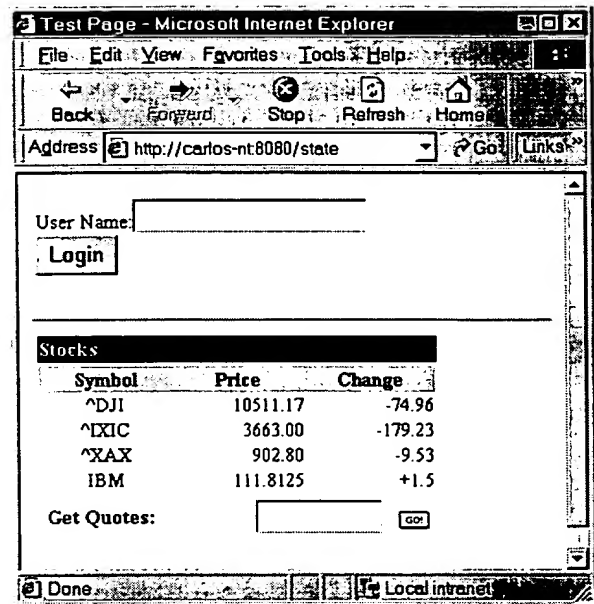 Test Page - Microsoft Internet Explorer
File Edit View Favorites Tools Help
Back Forward Stop Refresh Home
Address http://carlos-nt:8080/state Go Links »
User Name:
Login
Stocks
Symbol Price Change
^DJI 10511.17 -74.96
^IXIC 3663.00 -179.23
^XAX 902.80 -9.53
IBM 111.8125 +1.5
Get Quotes: GO!
Done Local intranet